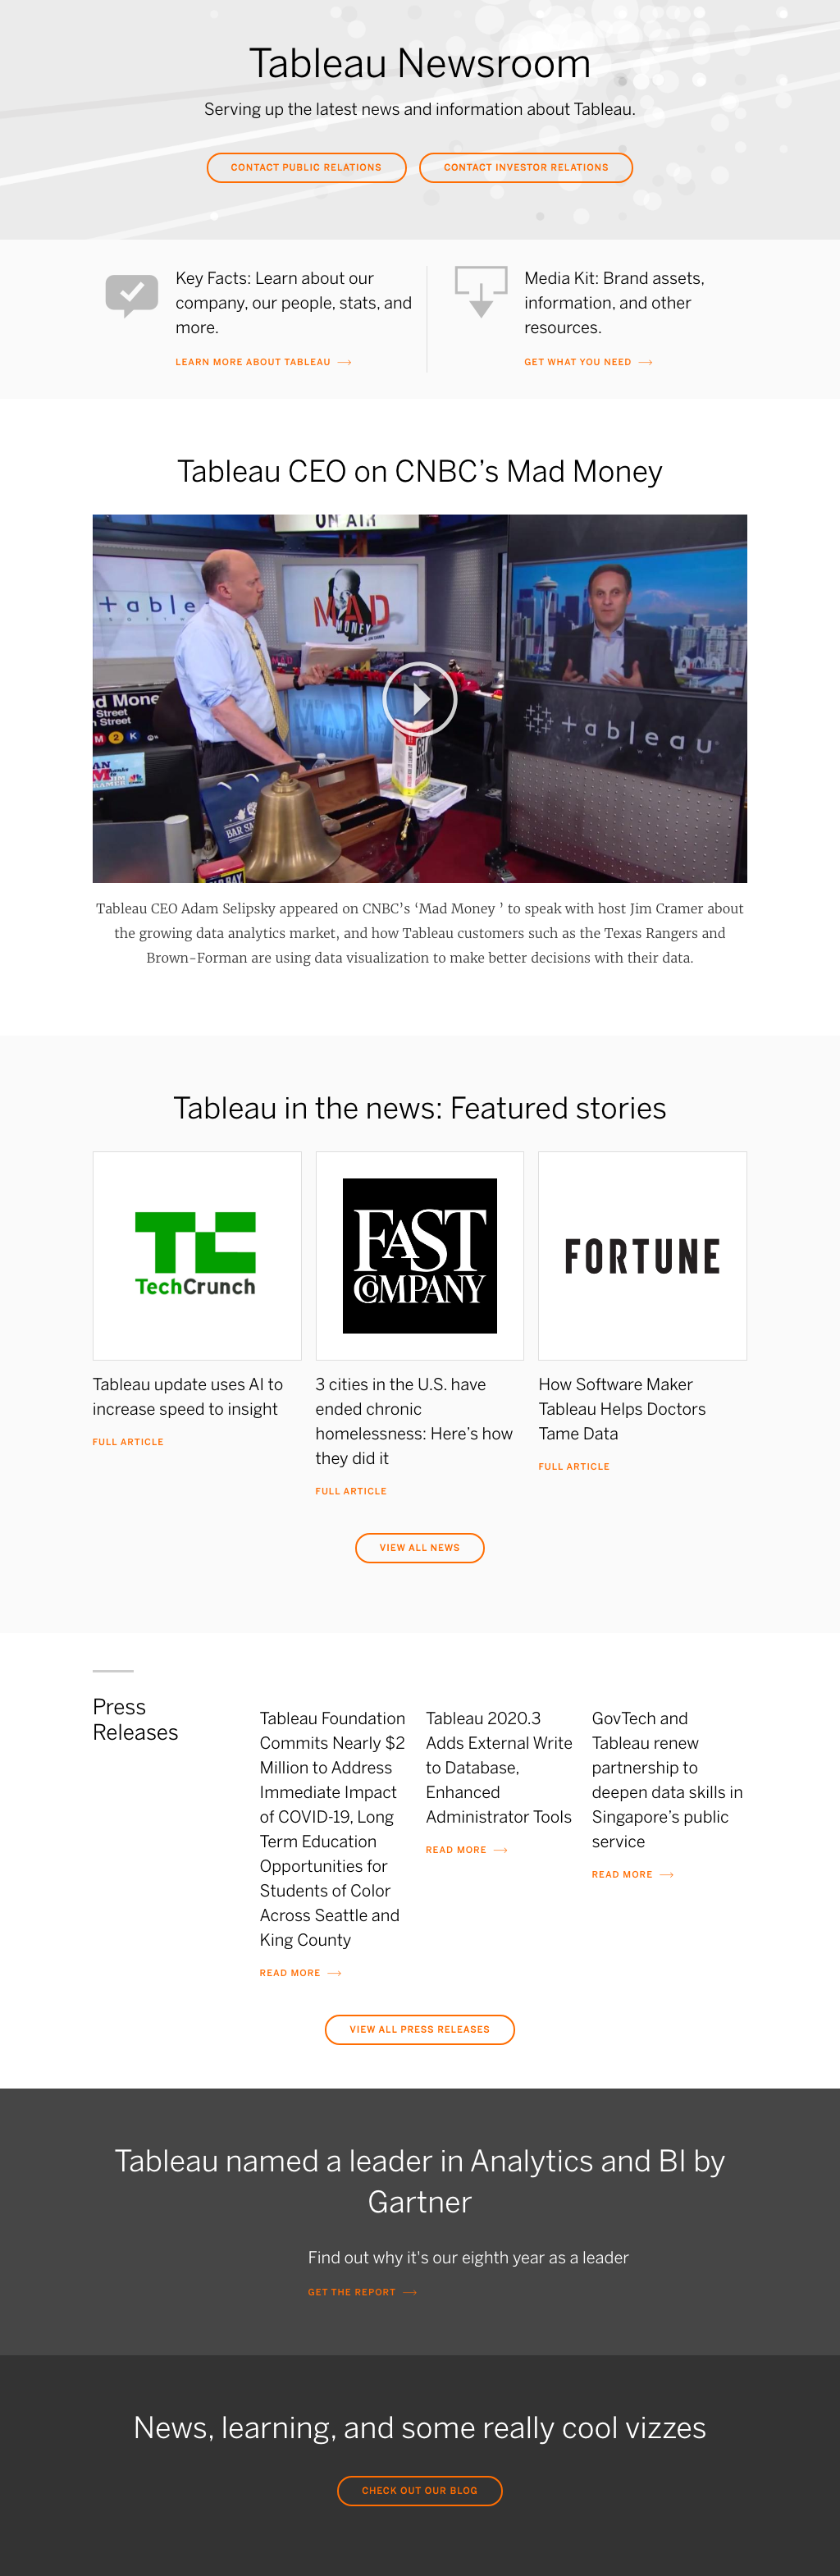 Tableau Newsroom
Serving up the latest news and information about Tableau.
CONTACT PUBLIC RELATIONS
CONTACT INVESTOR RELATIONS
Key Facts: Learn about our
company, our people, stats, and
more.
LEARN MORE ABOUT TABLEAU
Media Kit: Brand assets,
information, and other
resources.
GET WHAT YOU NEED
Tableau CEO on CNBC’s Mad Money
ON AIR
+able
MAD
MONEY
d Mone
Street
n Street
M 2 K
BAR SA
+ableau
Tableau CEO Adam Selipsky appeared on CNBC’s ‘Mad Money ’ to speak with host Jim Cramer about
the growing data analytics market, and how Tableau customers such as the Texas Rangers and
Brown-Forman are using data visualization to make better decisions with their data.
Tableau in the news: Featured stories
TC
TechCrunch
FAST
COMPANY
FORTUNE
Tableau update uses AI to
increase speed to insight
FULL ARTICLE
3 cities in the U.S. have
ended chronic
homelessness: Here’s how
they did it
FULL ARTICLE
How Software Maker
Tableau Helps Doctors
Tame Data
FULL ARTICLE
VIEW ALL NEWS
Press
Releases
Tableau Foundation
Commits Nearly $2
Million to Address
Immediate Impact
of COVID-19, Long
Term Education
Opportunities for
Students of Color
Across Seattle and
King County
READ MORE
Tableau 2020.3
Adds External Write
to Database,
Enhanced
Administrator Tools
READ MORE
GovTech and
Tableau renew
partnership to
deepen data skills in
Singapore’s public
service
READ MORE
VIEW ALL PRESS RELEASES
Tableau named a leader in Analytics and BI by
Gartner
Find out why it's our eighth year as a leader
GET THE REPORT
News, learning, and some really cool vizzes
CHECK OUT OUR BLOG